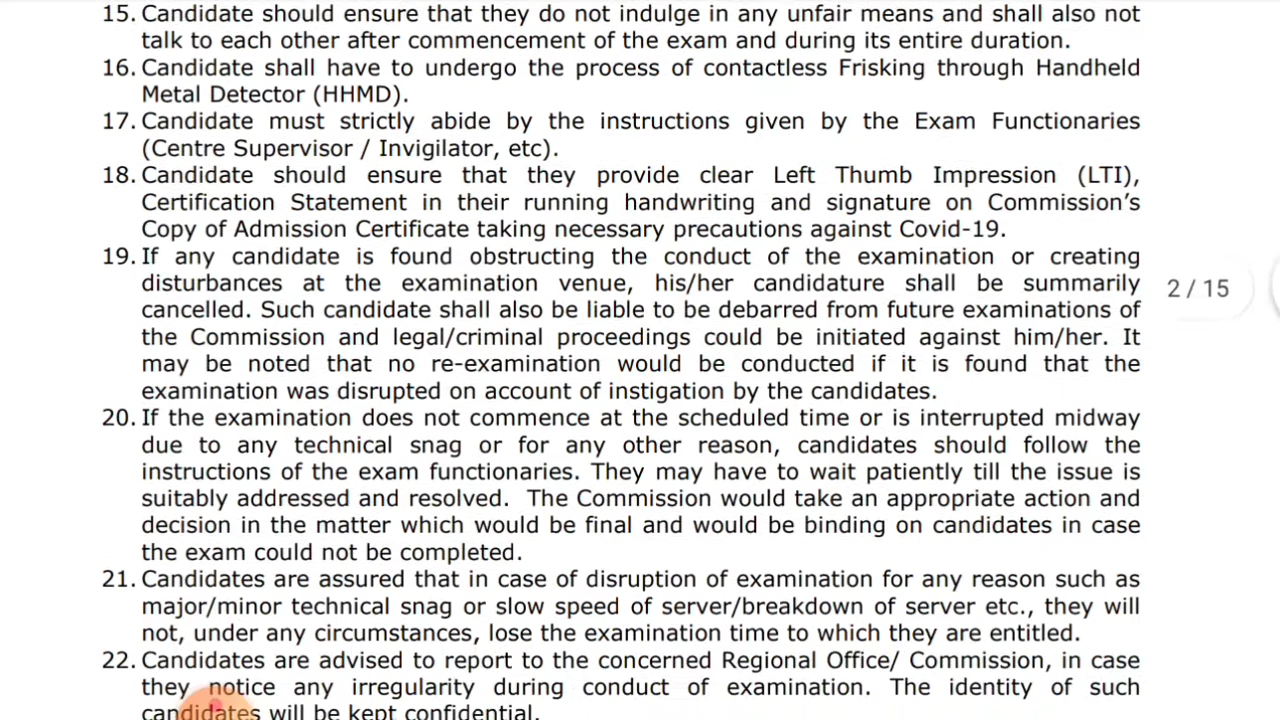 15. Candidate should ensure that they do not indulge in any unfair means and shall also not
talk to each other after commencement of the exam and during its entire duration.
16. Candidate shall have to undergo the process of contactless Frisking through Handheld
Metal Detector (HHMD).
17. Candidate must strictly abide by the instructions given by the Exam Functionaries
(Centre Supervisor / Invigilator, etc).
18. Candidate should ensure that they provide clear Left Thumb Impression (LTI),
Certification Statement in their running handwriting and signature on Commission's
Copy of Admission Certificate taking necessary precautions against Covid-19.
19. If any candidate is found obstructing the conduct of the examination or creating
disturbances at the examination venue, his/her candidature shall be summarily
cancelled. Such candidate shall also be liable to be debarred from future examinations of
the Commission and legal/criminal proceedings could be initiated against him/her. It
may be noted that no re-examination would be conducted if it is found that the
examination was disrupted on account of instigation by the candidates.
20. If the examination does not commence at the scheduled time or is interrupted midway
due to any technical snag or for any other reason, candidates should follow the
instructions of the exam functionaries. They may have to wait patiently till the issue is
suitably addressed and resolved. The Commission would take an appropriate action and
decision in the matter which would be final and would be binding on candidates in case
the exam could not be completed.
21. Candidates are assured that in case of disruption of examination for any reason such as
major/minor technical snag or slow speed of server/breakdown of server etc., they will
not, under any circumstances, lose the examination time to which they are entitled.
22. Candidates are advised to report to the concerned Regional Office/ Commission, in case
they notice any irregularity during conduct of examination. The identity of such
candidates will be kept confidential.
2 / 15